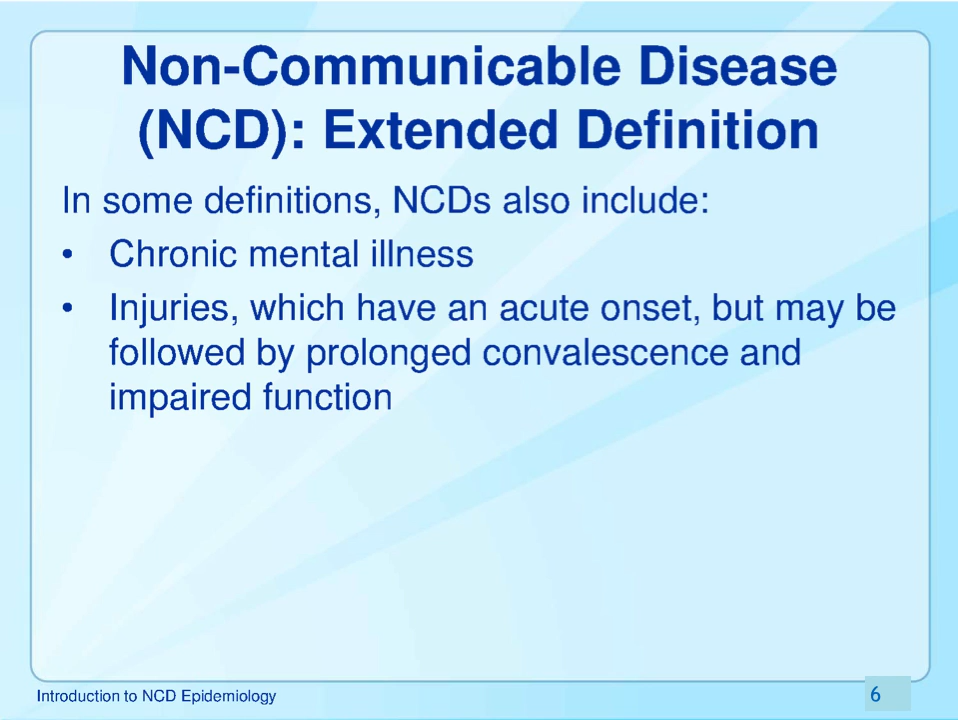 Non-Communicable Disease
(NCD): Extended Definition
In some definitions, NCDs also include:
• Chronic mental illness
• Injuries, which have an acute onset, but may be
followed by prolonged convalescence and
impaired function
Introduction to NCD Epidemiology
6